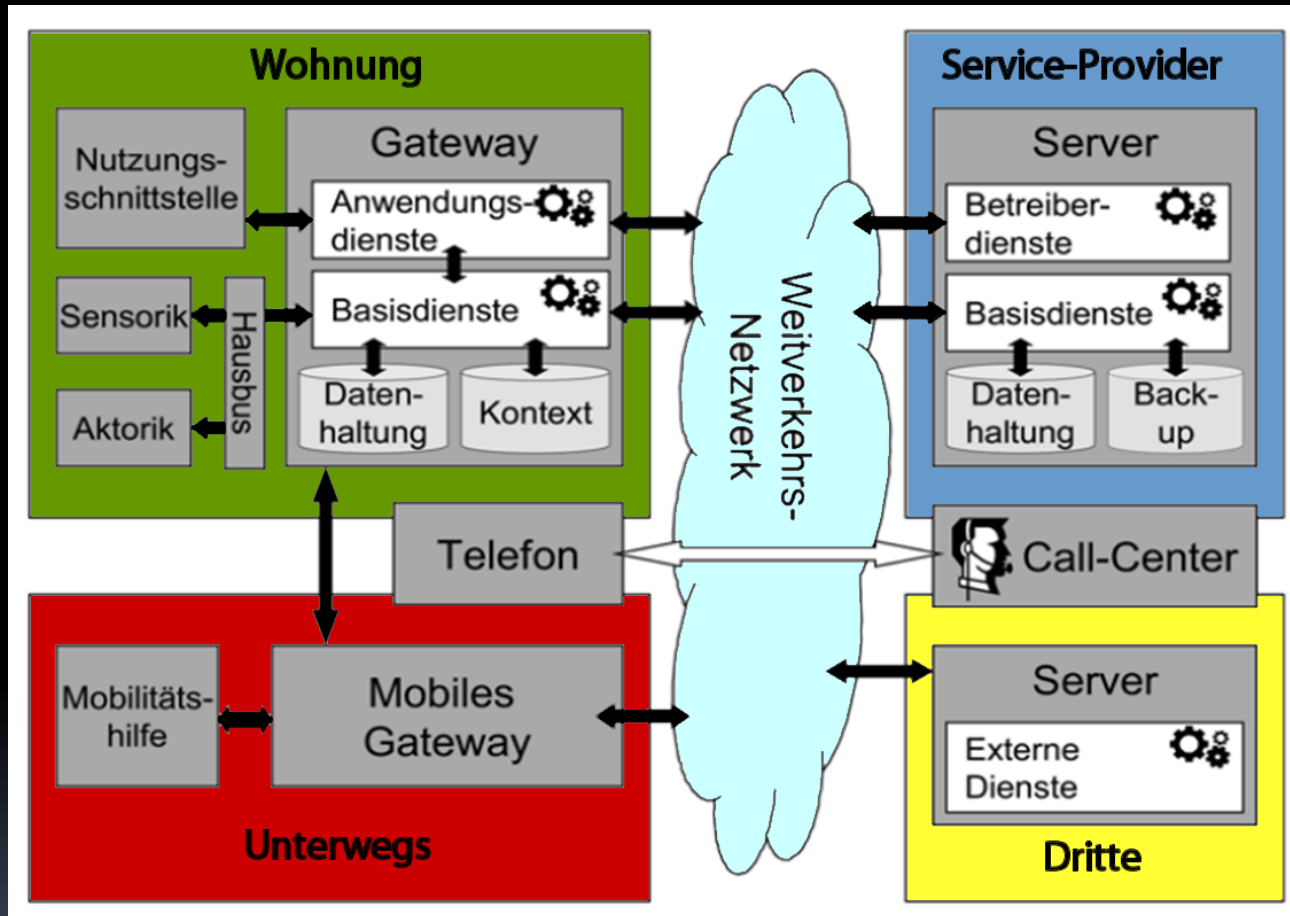 Wohnung
Nutzungs-
schnittstelle
Sensorik
Aktorik
Hausbus
Gateway
Anwendungs-
dienste
Basisdienste
Daten-
haltung
Kontext
Telefon
Weitverkehrs-
Netzwerk
Service-Provider
Server
Betreiber-
dienste
Basisdienste
Daten-
haltung
Back-
up
Call-Center
Mobilitäts-
hilfe
Mobiles
Gateway
Unterwegs
Server
Externe
Dienste
Dritte